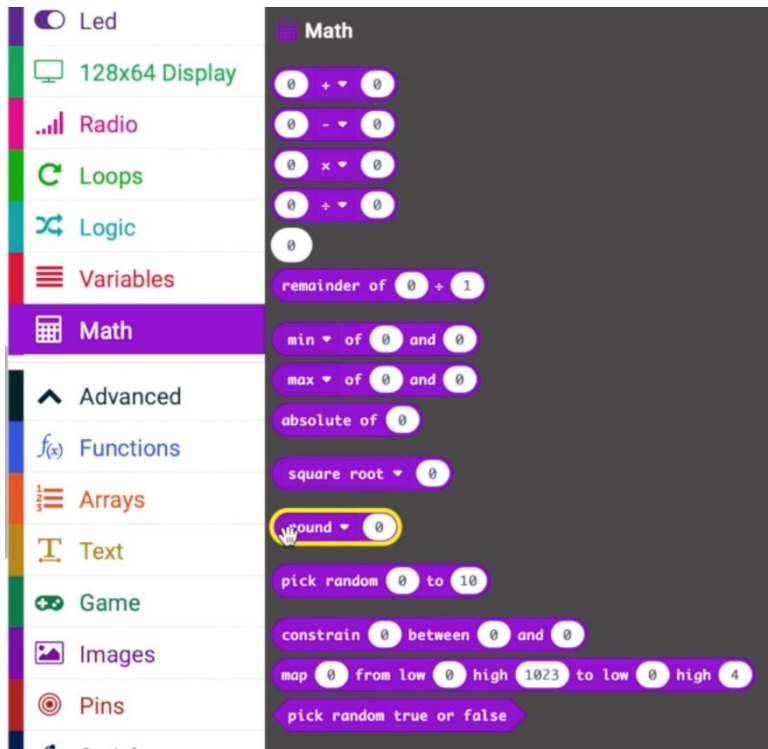 Led
128x64 Display
Radio
Loops
Logic
Variables
Math
Advanced
f(x) Functions
1
2
3
Arrays
T Text
Game
Images
Pins
Math
0 + 0
0 - 0
0 × 0
0 ÷ 0
0
remainder of 0 ÷ 1
min of 0 and 0
max of 0 and 0
absolute of 0
square root 0
round 0
pick random 0 to 10
constrain 0 between 0 and 0
map 0 from low 0 high 1023 to low 0 high 4
pick random true or false